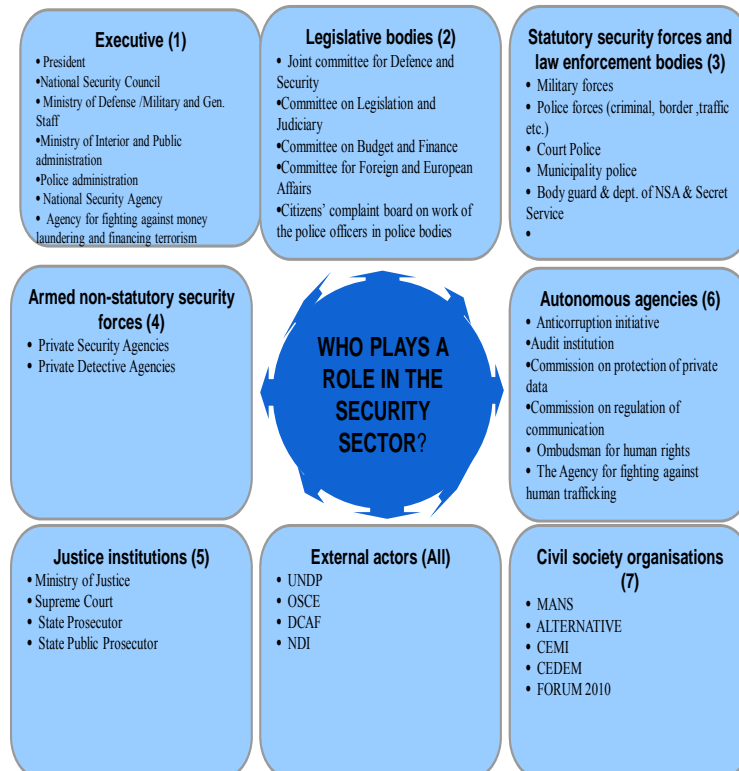 Executive (1)
•President
•National Security Council
• Ministry of Defense /Military and Gen.
Staff
•Ministry of Interior and Public
administration
•Police administration
• National Security Agency
• Agency for fighting against money
laundering and financing terrorism
Legislative bodies (2)
• Joint committee for Defence and
Security
•Committee on Legislation and
Judiciary
•Committee on Budget and Finance
•Committee for Foreign and European
Affairs
•Citizens’ complaint board on work of
the police officers in police bodies
Statutory security forces and
law enforcement bodies (3)
• Military forces
• Police forces (criminal, border ,traffic
etc.)
• Court Police
• Municipality police
• Body guard & dept. of NSA & Secret
Service
•
Armed non-statutory security
forces (4)
• Private Security Agencies
• Private Detective Agencies
WHO PLAYS A
ROLE IN THE
SECURITY
SECTOR?
Autonomous agencies (6)
• Anticorruption initiative
•Audit institution
•Commission on protection of private
data
•Commission on regulation of
communication
• Ombudsman for human rights
• The Agency for fighting against
human trafficking
Justice institutions (5)
• Ministry of Justice
• Supreme Court
• State Prosecutor
• State Public Prosecutor
External actors (All)
• UNDP
• OSCE
• DCAF
• NDI
Civil society organisations
(7)
• MANS
• ALTERNATIVE
• CEMI
• CEDEM
• FORUM 2010